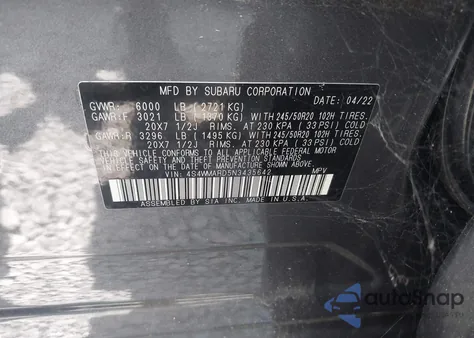 MFD BY SUBARU CORPORATION DATE: 04/22
GVWR: 6000 LB (2721 KG)
GAWR:F 3021 LB (1370 KG) WITH 245/50R20 102H TIRES,
20X7 1/2J RIMS, AT 230 KPA (33 PSI) COLD
GAWR:R 3296 LB (1495 KG) WITH 245/50R20 102H TIRES,
20X7 1/2J RIMS, AT 230 KPA (33 PSI) COLD
THIS VEHICLE CONFORMS TO ALL APPLICABLE FEDERAL MOTOR
VEHICLE SAFETY AND THEFT PREVENTION STANDARDS IN EFFECT
ON THE DATE OF MANUFACTURE SHOWN ABOVE.
VIN: 4S4WMARD5N3435642 MPV
ASSEMBLED BY SIA INC. MADE IN U.S.A.
autoSnap